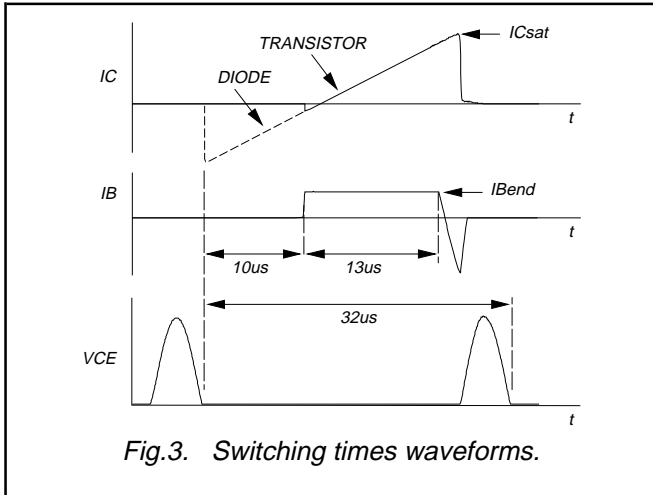 ICsat
TRANSISTOR
IC
DIODE
t
IB
IBend
t
10us
13us
32us
VCE
t
Fig.3. Switching times waveforms.